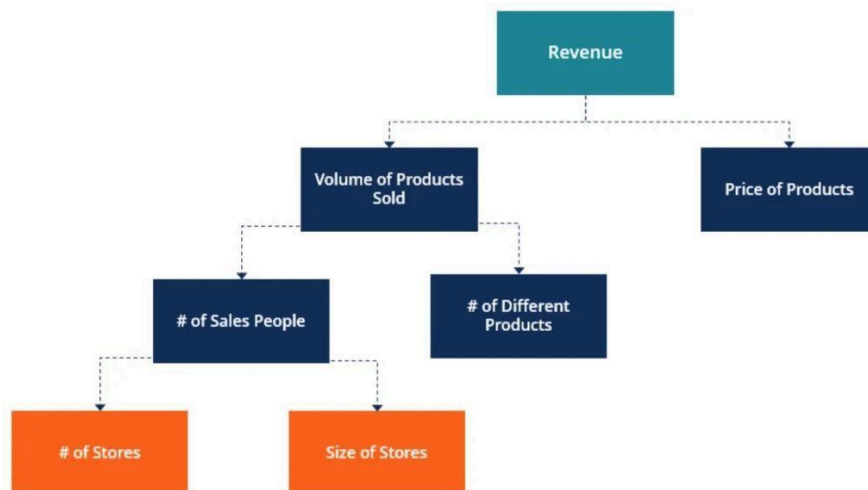 Revenue
Volume of Products
Sold
Price of Products
# of Sales People
# of Different
Products
# of Stores
Size of Stores